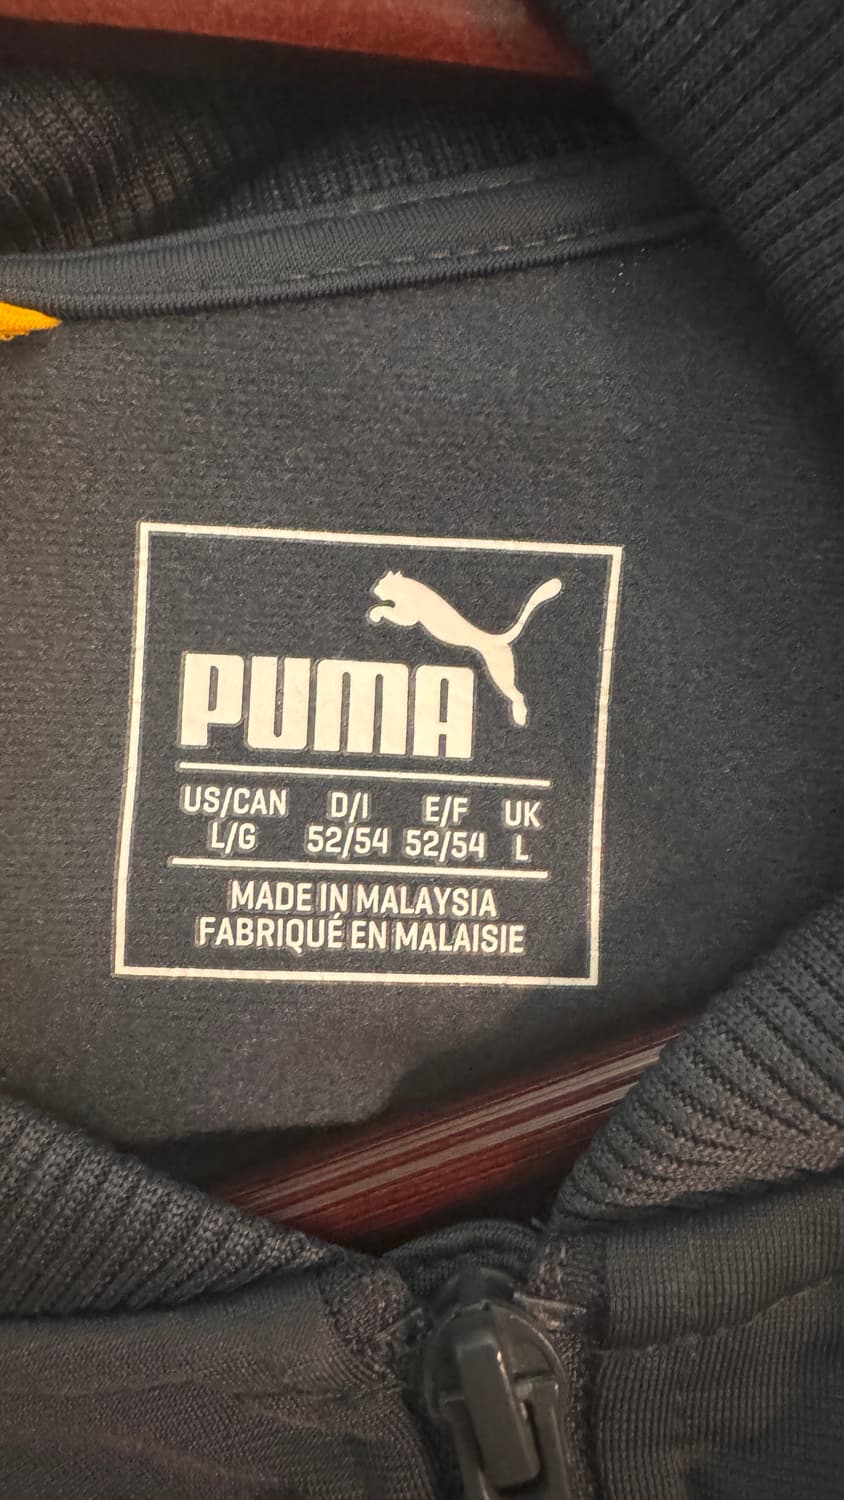 PUMA
US/CAN D/I E/F UK
L/G 52/54 52/54 L
MADE IN MALAYSIA
FABRIQUÉ EN MALAISIE